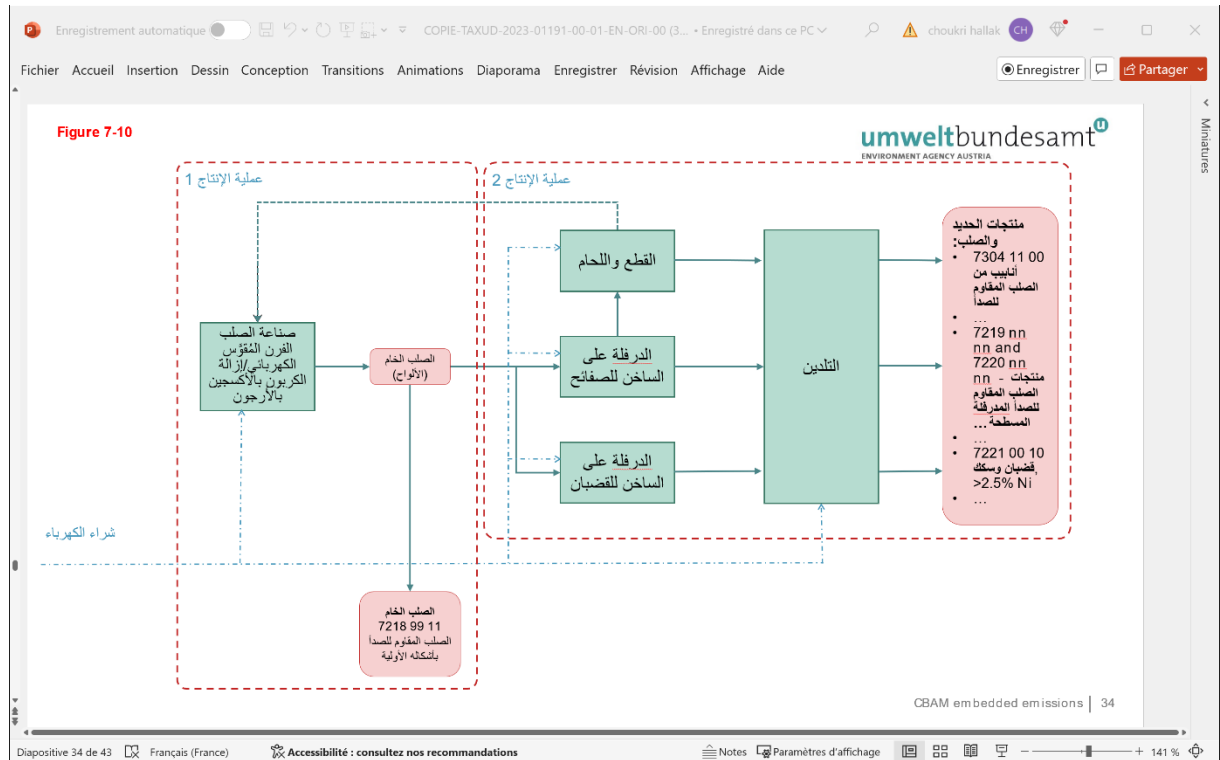 Enregistrement automatique
COPIE-TAXUD-2023-01191-00-01-EN-ORI-00 (3... • Enregistré dans ce PC
choukri hallak
CH
Fichier Accueil Insertion Dessin Conception Transitions Animations Diaporama Enregistrer Révision Affichage Aide
Enregistrer
Partager
Miniatures
Figure 7-10
umweltbundesamt
u
ENVIRONMENT AGENCY AUSTRIA
عملية الإنتاج 1
عملية الإنتاج 2
صناعة الصلب
الفرن المُقوَّس
الكهربائي/إزالة
الكربون بالأكسجين
بالأرجون
الصلب الخام
(الألواح)
القطع واللحام
الدرفلة على
الساخن للصفائح
الدرفلة على
الساخن للقضبان
التلدين
منتجات الحديد
والصلب:
• 7304 11 00
أنابيب من
الصلب المقاوم
للصدأ
• ...
• 7219 nn
nn and
7220 nn
nn - منتجات
الصلب المقاوم
للصدأ المدرفلة
المسطحة ...
• ...
• 7221 00 10
قضبان وسكك,
>2.5% Ni
• ...
شراء الكهرباء
الصلب الخام
7218 99 11
الصلب المقاوم للصدأ
بأشكاله الأولية
CBAM embedded emissions | 34
Diapositive 34 de 43
Français (France)
Accessibilité : consultez nos recommandations
Notes
Paramètres d'affichage
141 %